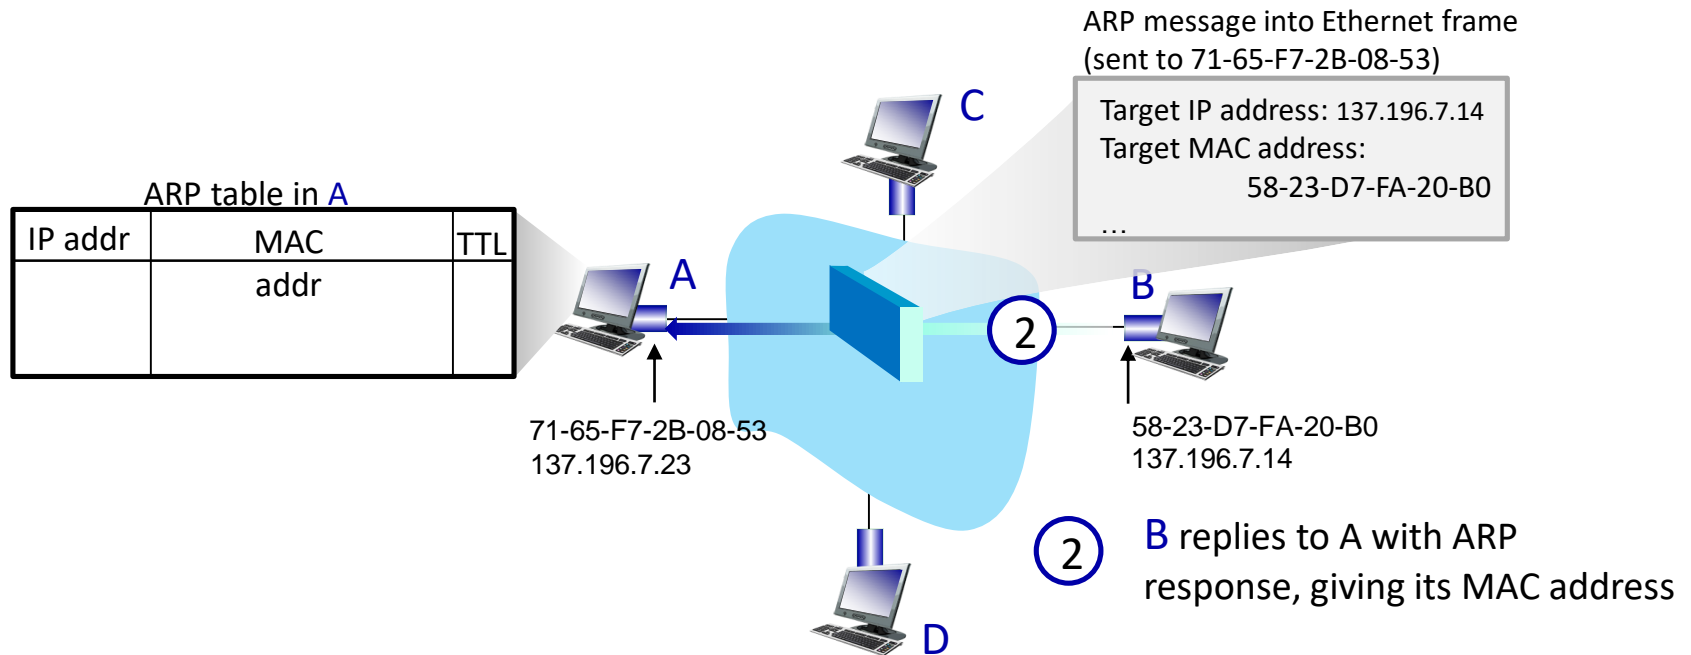 ARP message into Ethernet frame
(sent to 71-65-F7-2B-08-53)
Target IP address: 137.196.7.14
Target MAC address:
58-23-D7-FA-20-B0
...
C
ARP table in A
IP addr MAC TTL
addr
A
B
2
71-65-F7-2B-08-53
137.196.7.23
58-23-D7-FA-20-B0
137.196.7.14
2 B replies to A with ARP
response, giving its MAC address
D